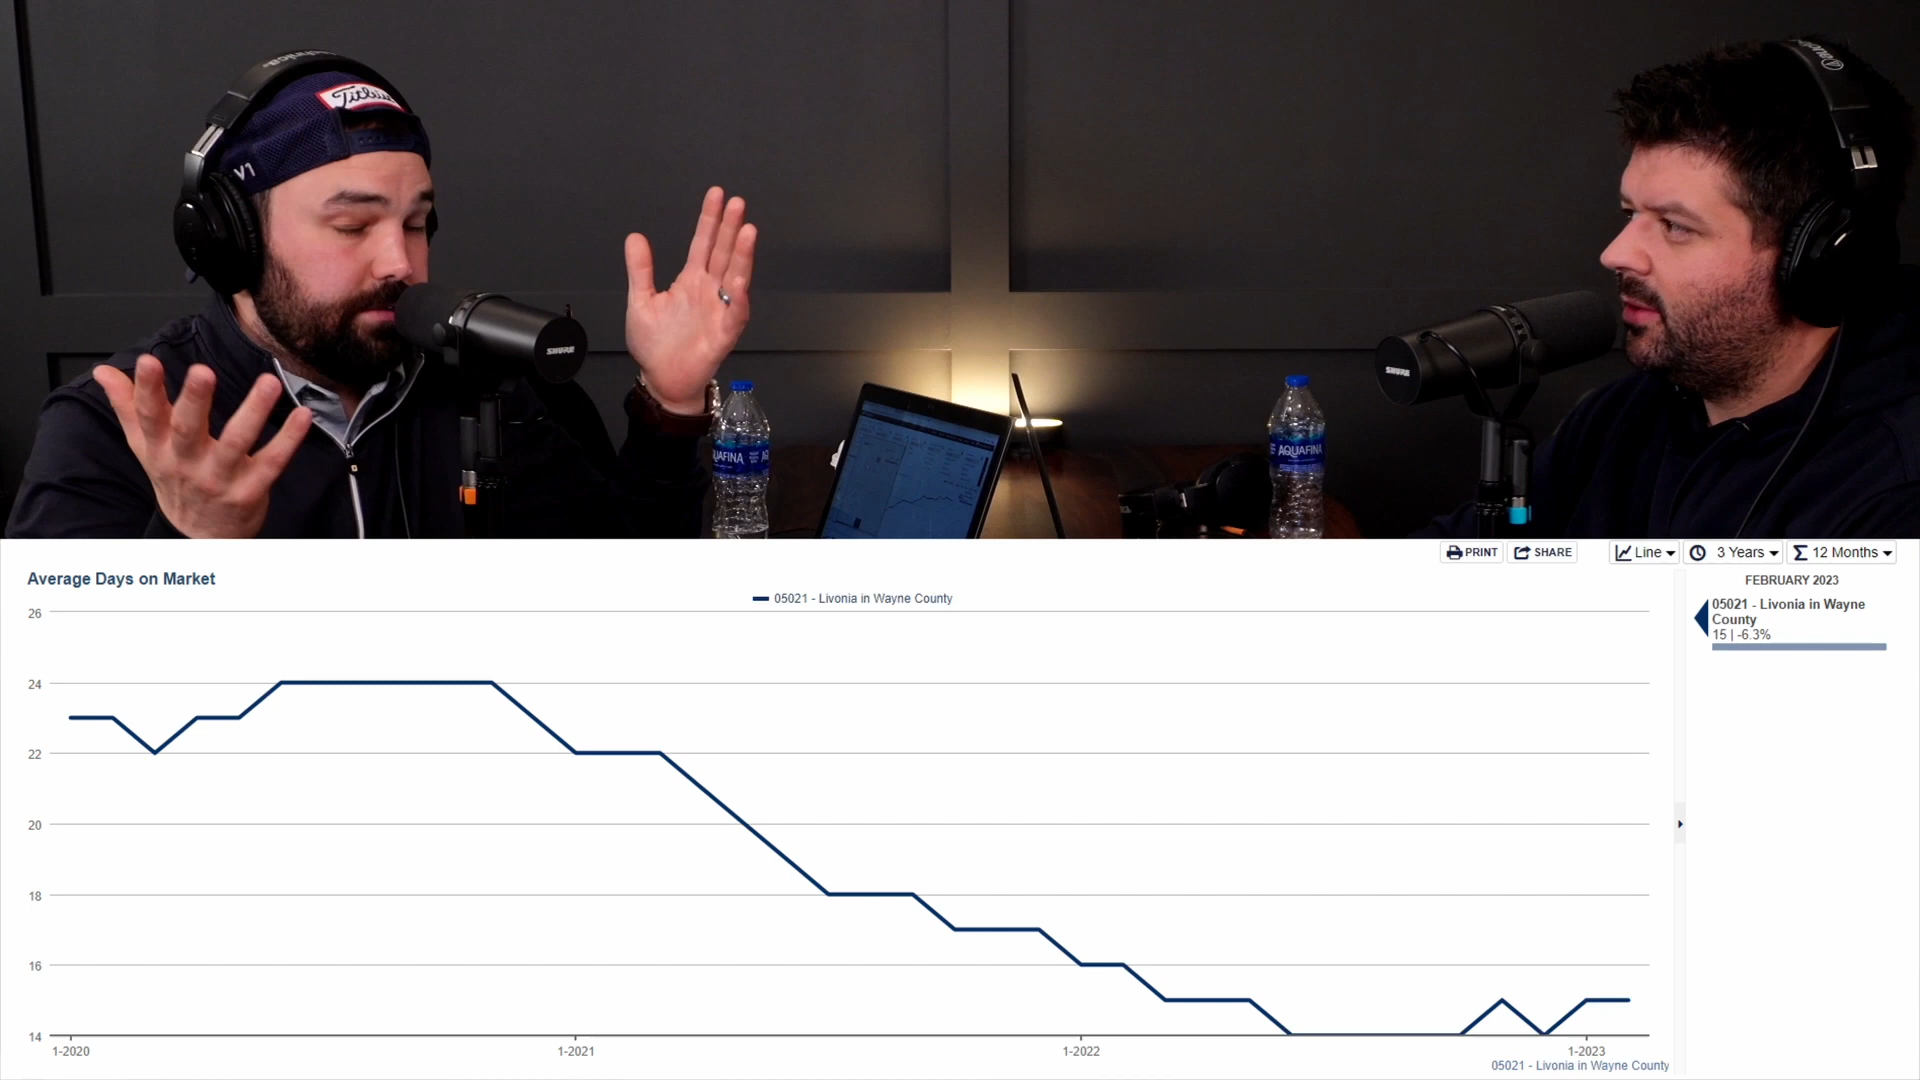 Titleist
V1
SHURE
SHURE
AQUAFINA
UAFINA
PRINT
SHARE
Line
3 Years
12 Months
Average Days on Market
05021 - Livonia in Wayne County
FEBRUARY 2023
05021 - Livonia in Wayne
County
15 | -6.3%
26
24
22
20
18
16
14
1-2020
1-2021
1-2022
1-2023
05021 - Livonia in Wayne County